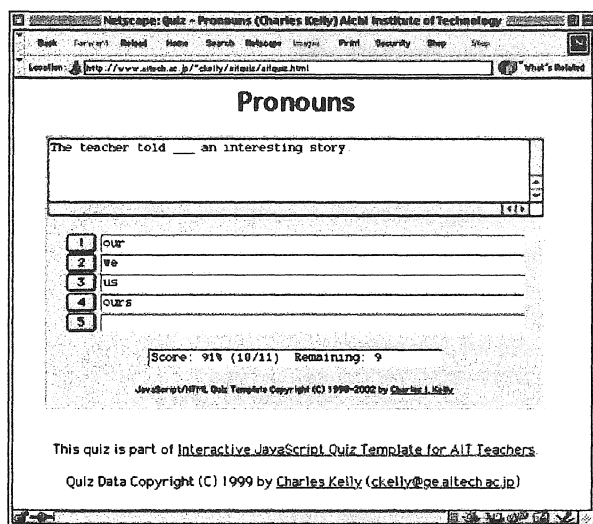 Netscape: Quiz - Pronouns (Charles Kelly) Aichi Institute of Technology
Back Forward Reload Home Search Netscape Images Print Security Shop Stop
Location: http://www.aitech.ac.jp/~ckelly/aitquiz/aitquiz.html What's Related
Pronouns
The teacher told ___ an interesting story.
1 our
2 we
3 us
4 ours
5
Score: 91% (10/11) Remaining: 9
JavaScript/HTML Quiz Template Copyright (C) 1998-2002 by Charles I. Kelly
This quiz is part of Interactive JavaScript Quiz Template for AIT Teachers.
Quiz Data Copyright (C) 1999 by Charles Kelly (ckelly@ge.aitech.ac.jp)